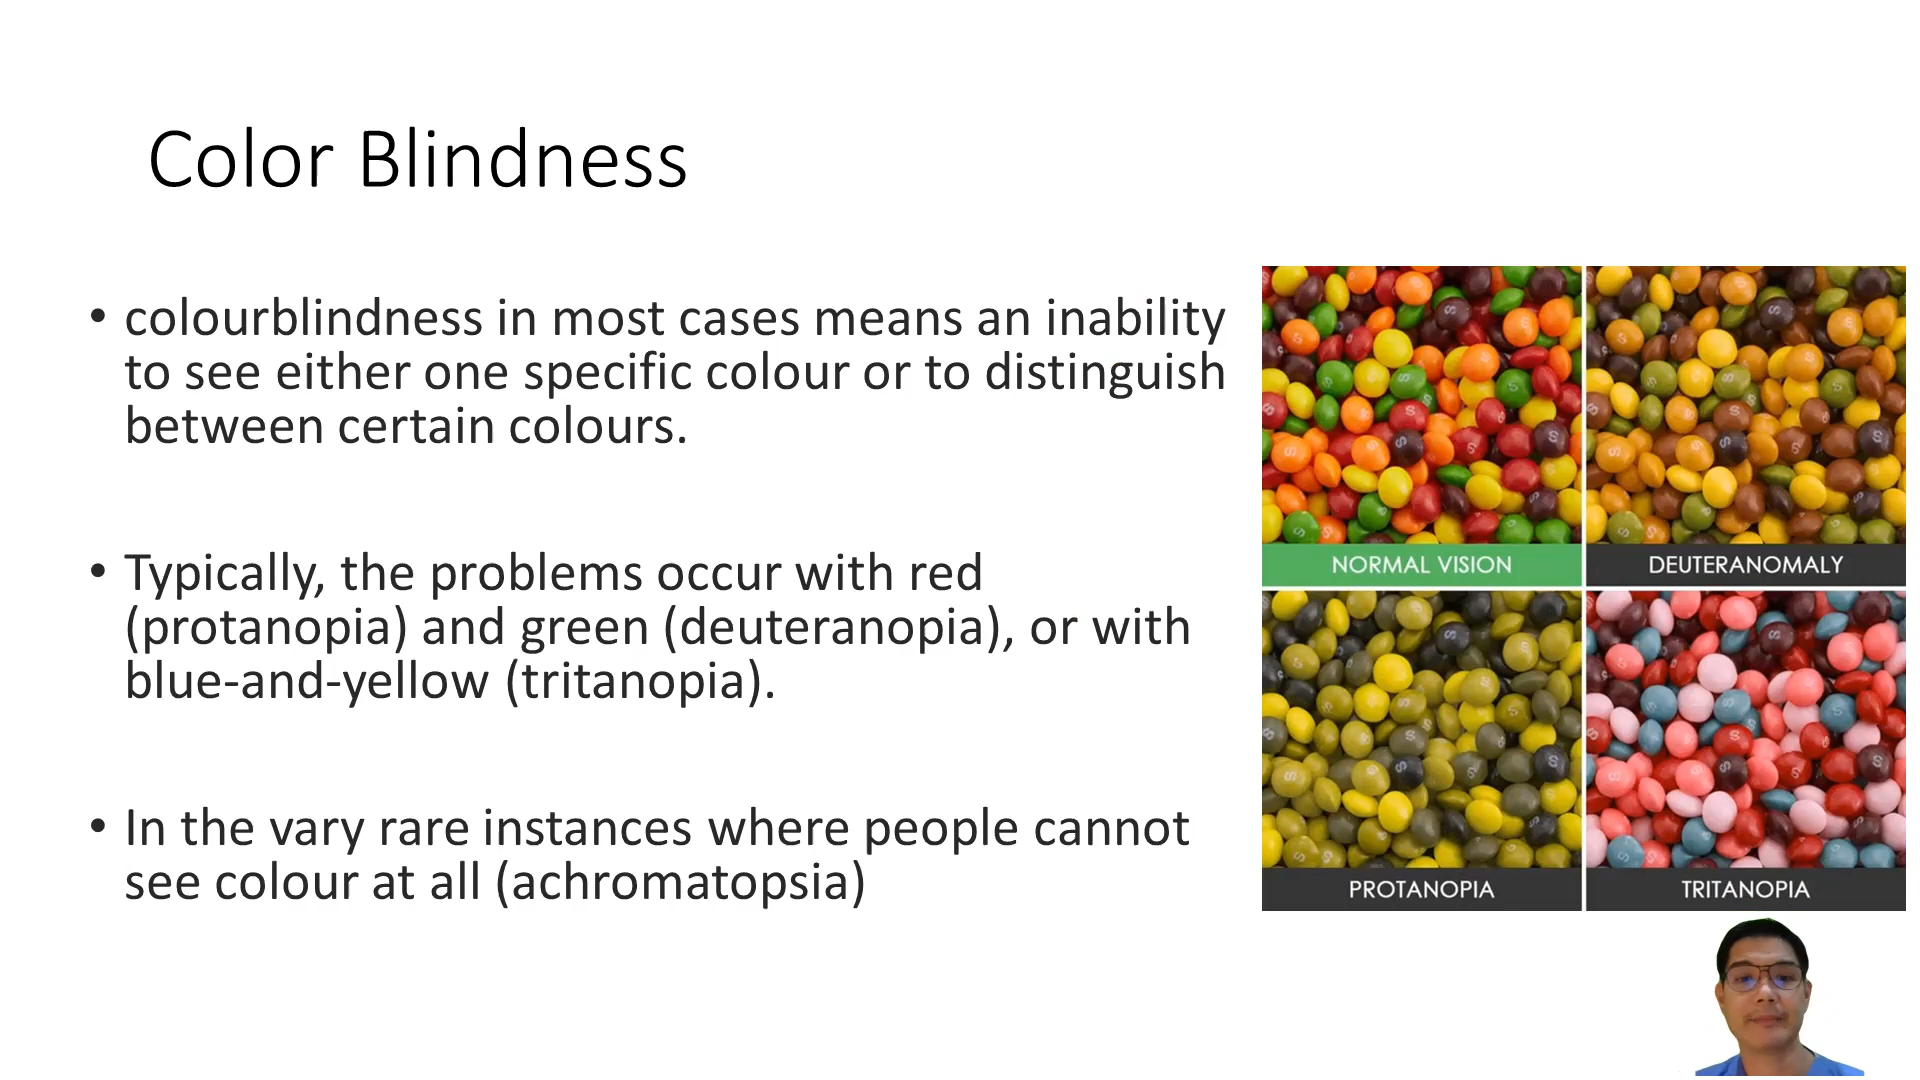 Color Blindness
• colourblindness in most cases means an inability
to see either one specific colour or to distinguish
between certain colours.
• Typically, the problems occur with red
(protanopia) and green (deuteranopia), or with
blue-and-yellow (tritanopia).
• In the vary rare instances where people cannot
see colour at all (achromatopsia)
NORMAL VISION
DEUTERANOMALY
PROTANOPIA
TRITANOPIA